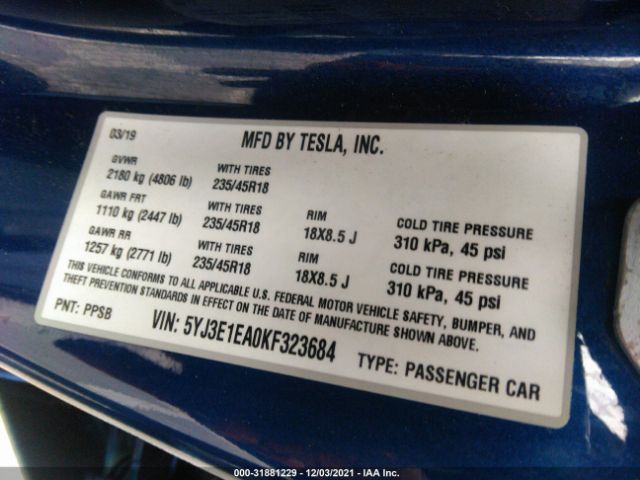 03/19 MFD BY TESLA, INC.
GVWR WITH TIRES
2180 kg (4806 lb) 235/45R18
GAWR FRT WITH TIRES RIM COLD TIRE PRESSURE
1110 kg (2447 lb) 235/45R18 18X8.5 J 310 kPa, 45 psi
GAWR RR WITH TIRES RIM COLD TIRE PRESSURE
1257 kg (2771 lb) 235/45R18 18X8.5 J 310 kPa, 45 psi
THIS VEHICLE CONFORMS TO ALL APPLICABLE U.S. FEDERAL MOTOR VEHICLE SAFETY, BUMPER, AND
THEFT PREVENTION STANDARDS IN EFFECT ON THE DATE OF MANUFACTURE SHOWN ABOVE.
PNT: PPSB VIN: 5YJ3E1EA0KF323684 TYPE: PASSENGER CAR
000-31881229 - 12/03/2021 - IAA Inc.